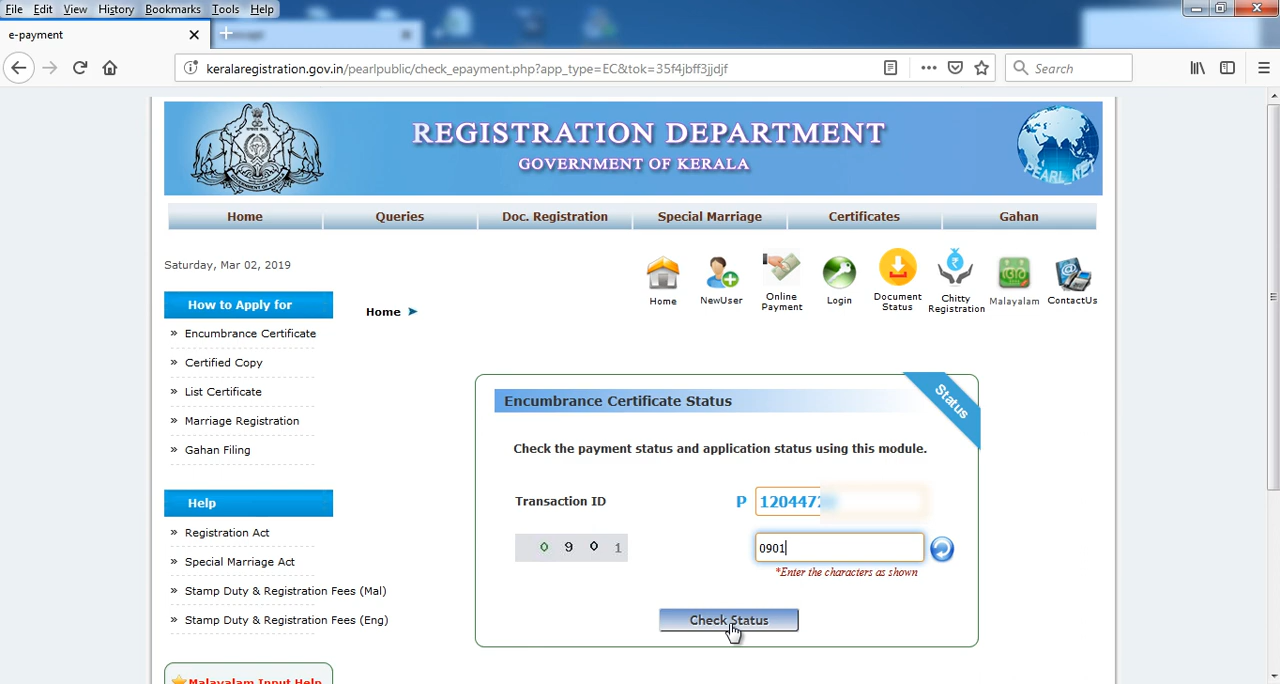 File Edit View History Bookmarks Tools Help
e-payment
keralaregistration.gov.in/pearlpublic/check_epayment.php?app_type=EC&tok=35f4jbff3jjdjf
Search
REGISTRATION DEPARTMENT
GOVERNMENT OF KERALA
PEARL_NET
Home Queries Doc. Registration Special Marriage Certificates Gahan
Saturday, Mar 02, 2019
Home
NewUser
Online Payment
Login
Document Status
Chitty Registration
Malayalam
ContactUs
How to Apply for
» Encumbrance Certificate
» Certified Copy
» List Certificate
» Marriage Registration
» Gahan Filing
Help
» Registration Act
» Special Marriage Act
» Stamp Duty & Registration Fees (Mal)
» Stamp Duty & Registration Fees (Eng)
Malayalam Input Help
Home
Encumbrance Certificate Status
Status
Check the payment status and application status using this module.
Transaction ID P 120447
0 9 0 1 0901
*Enter the characters as shown
Check Status